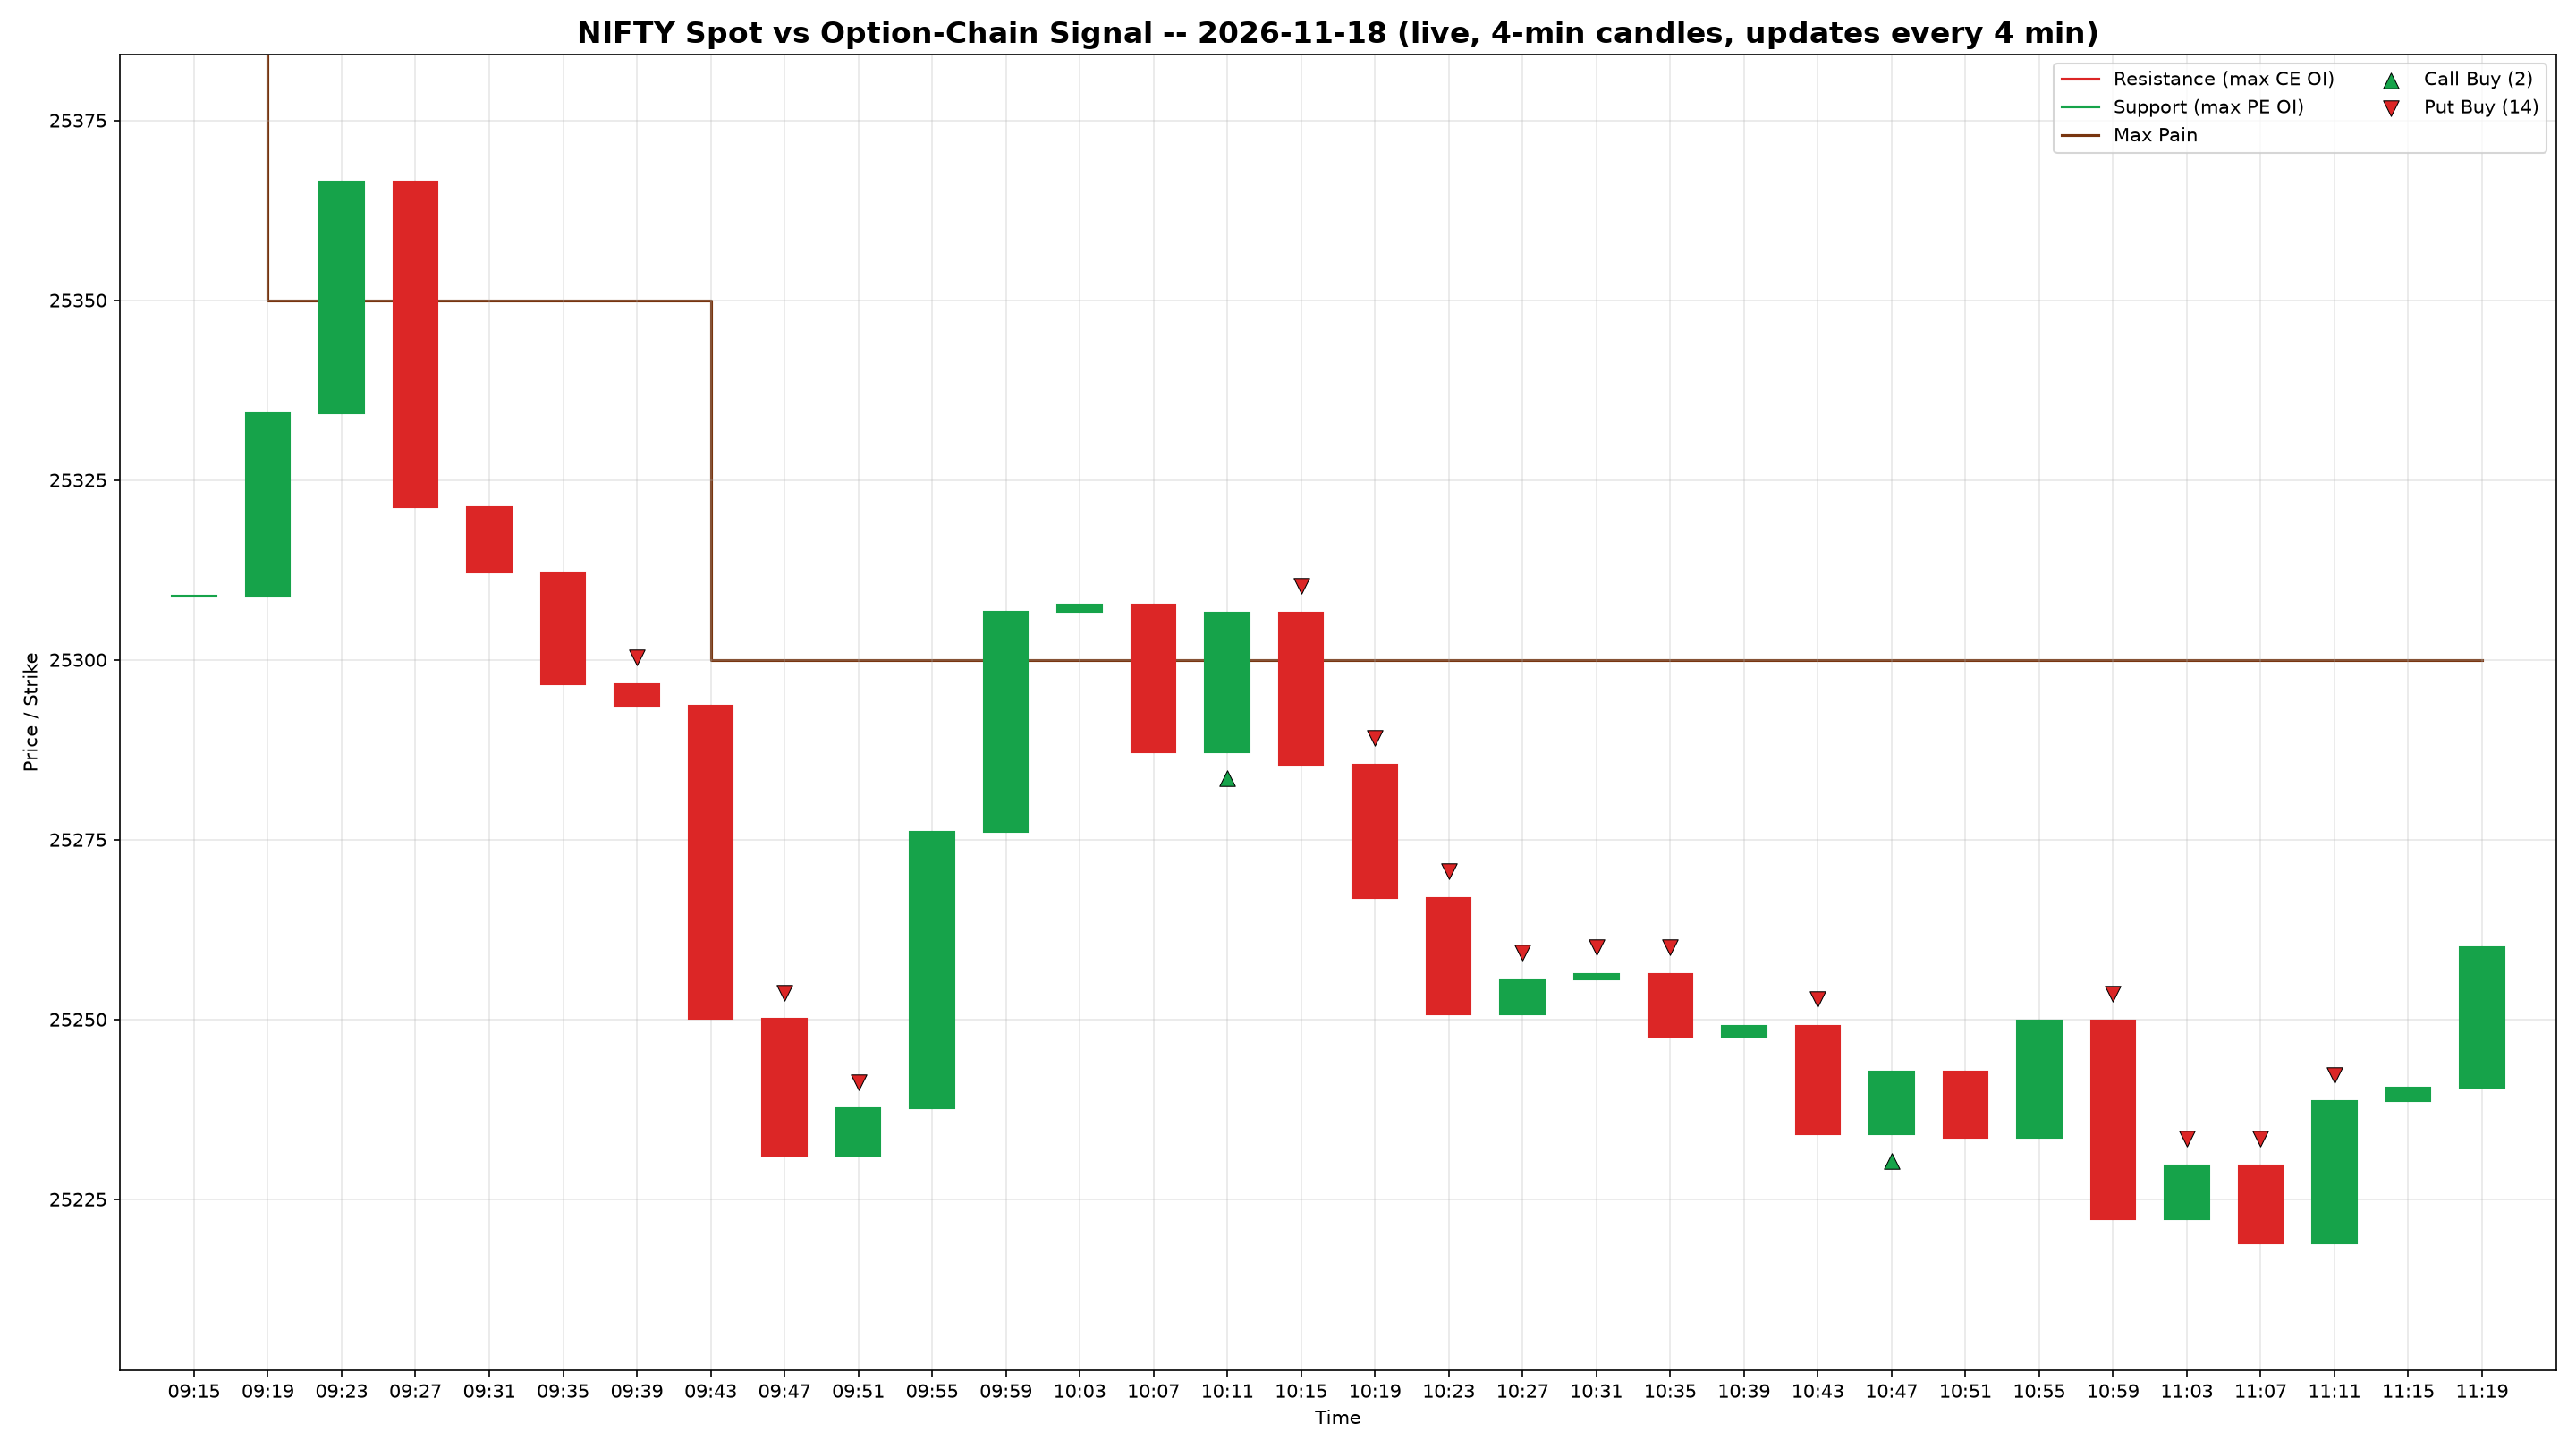 NIFTY Spot vs Option-Chain Signal -- 2026-11-18 (live, 4-min candles, updates every 4 min)
Resistance (max CE OI)
Support (max PE OI)
Max Pain
Call Buy (2)
Put Buy (14)
Price / Strike
25375
25350
25325
25300
25275
25250
25225
09:15 09:19 09:23 09:27 09:31 09:35 09:39 09:43 09:47 09:51 09:55 09:59 10:03 10:07 10:11 10:15 10:19 10:23 10:27 10:31 10:35 10:39 10:43 10:47 10:51 10:55 10:59 11:03 11:07 11:11 11:15 11:19
Time